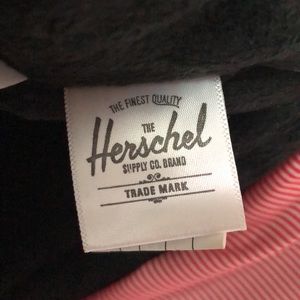 THE FINEST QUALITY
THE
Herschel
SUPPLY CO. BRAND
TRADE MARK